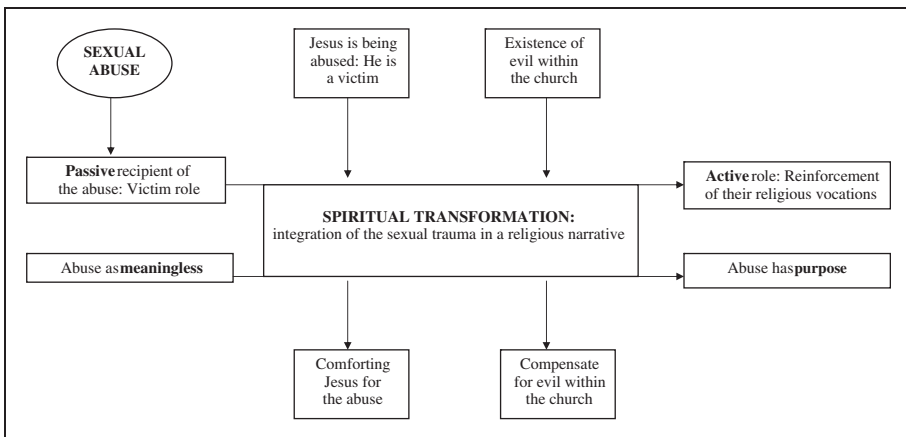 SEXUAL
ABUSE
Jesus is being
abused: He is
a victim
Existence of
evil within
the church
Passive recipient of
the abuse: Victim role
Active role: Reinforcement
of their religious vocations
SPIRITUAL TRANSFORMATION:
integration of the sexual trauma in a religious narrative
Abuse as meaningless
Abuse has purpose
Comforting
Jesus for
the abuse
Compensate
for evil within
the church